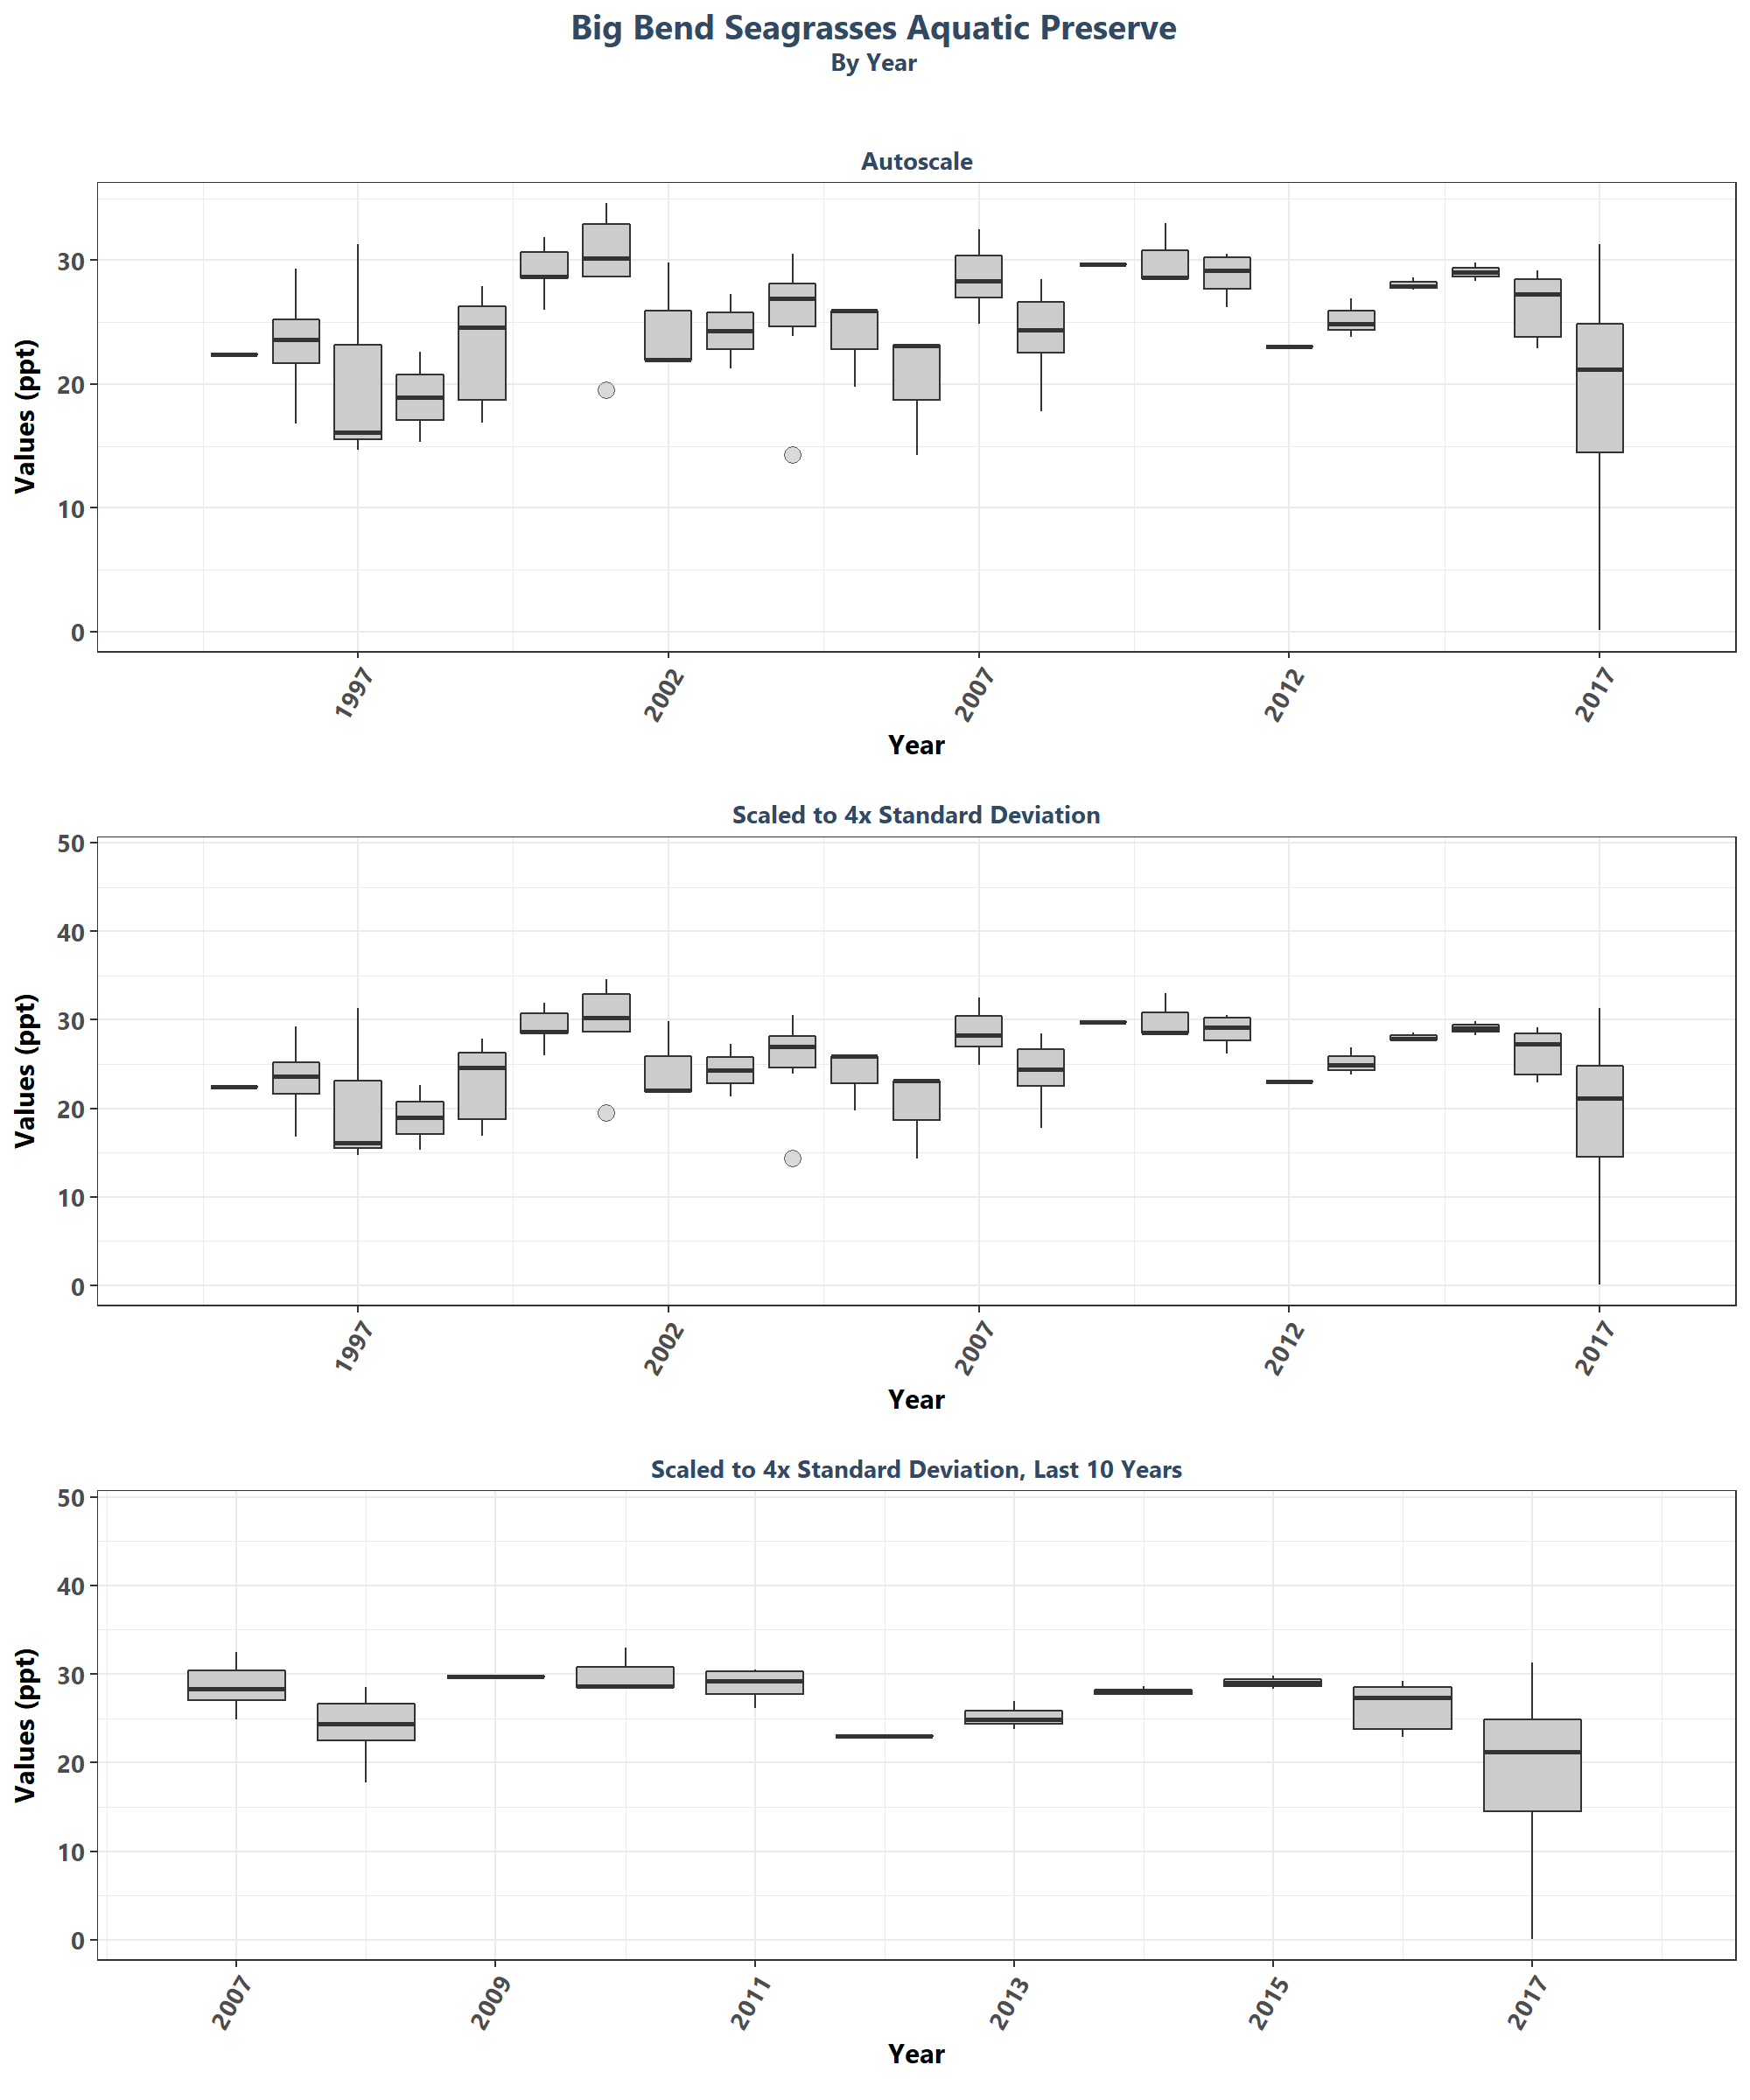 Big Bend Seagrasses Aquatic Preserve
By Year
Autoscale
Values (ppt)
30
20
10
0
1997 2002 2007 2012 2017
Year
Scaled to 4x Standard Deviation
Values (ppt)
50
40
30
20
10
0
1997 2002 2007 2012 2017
Year
Scaled to 4x Standard Deviation, Last 10 Years
Values (ppt)
50
40
30
20
10
0
2007 2009 2011 2013 2015 2017
Year